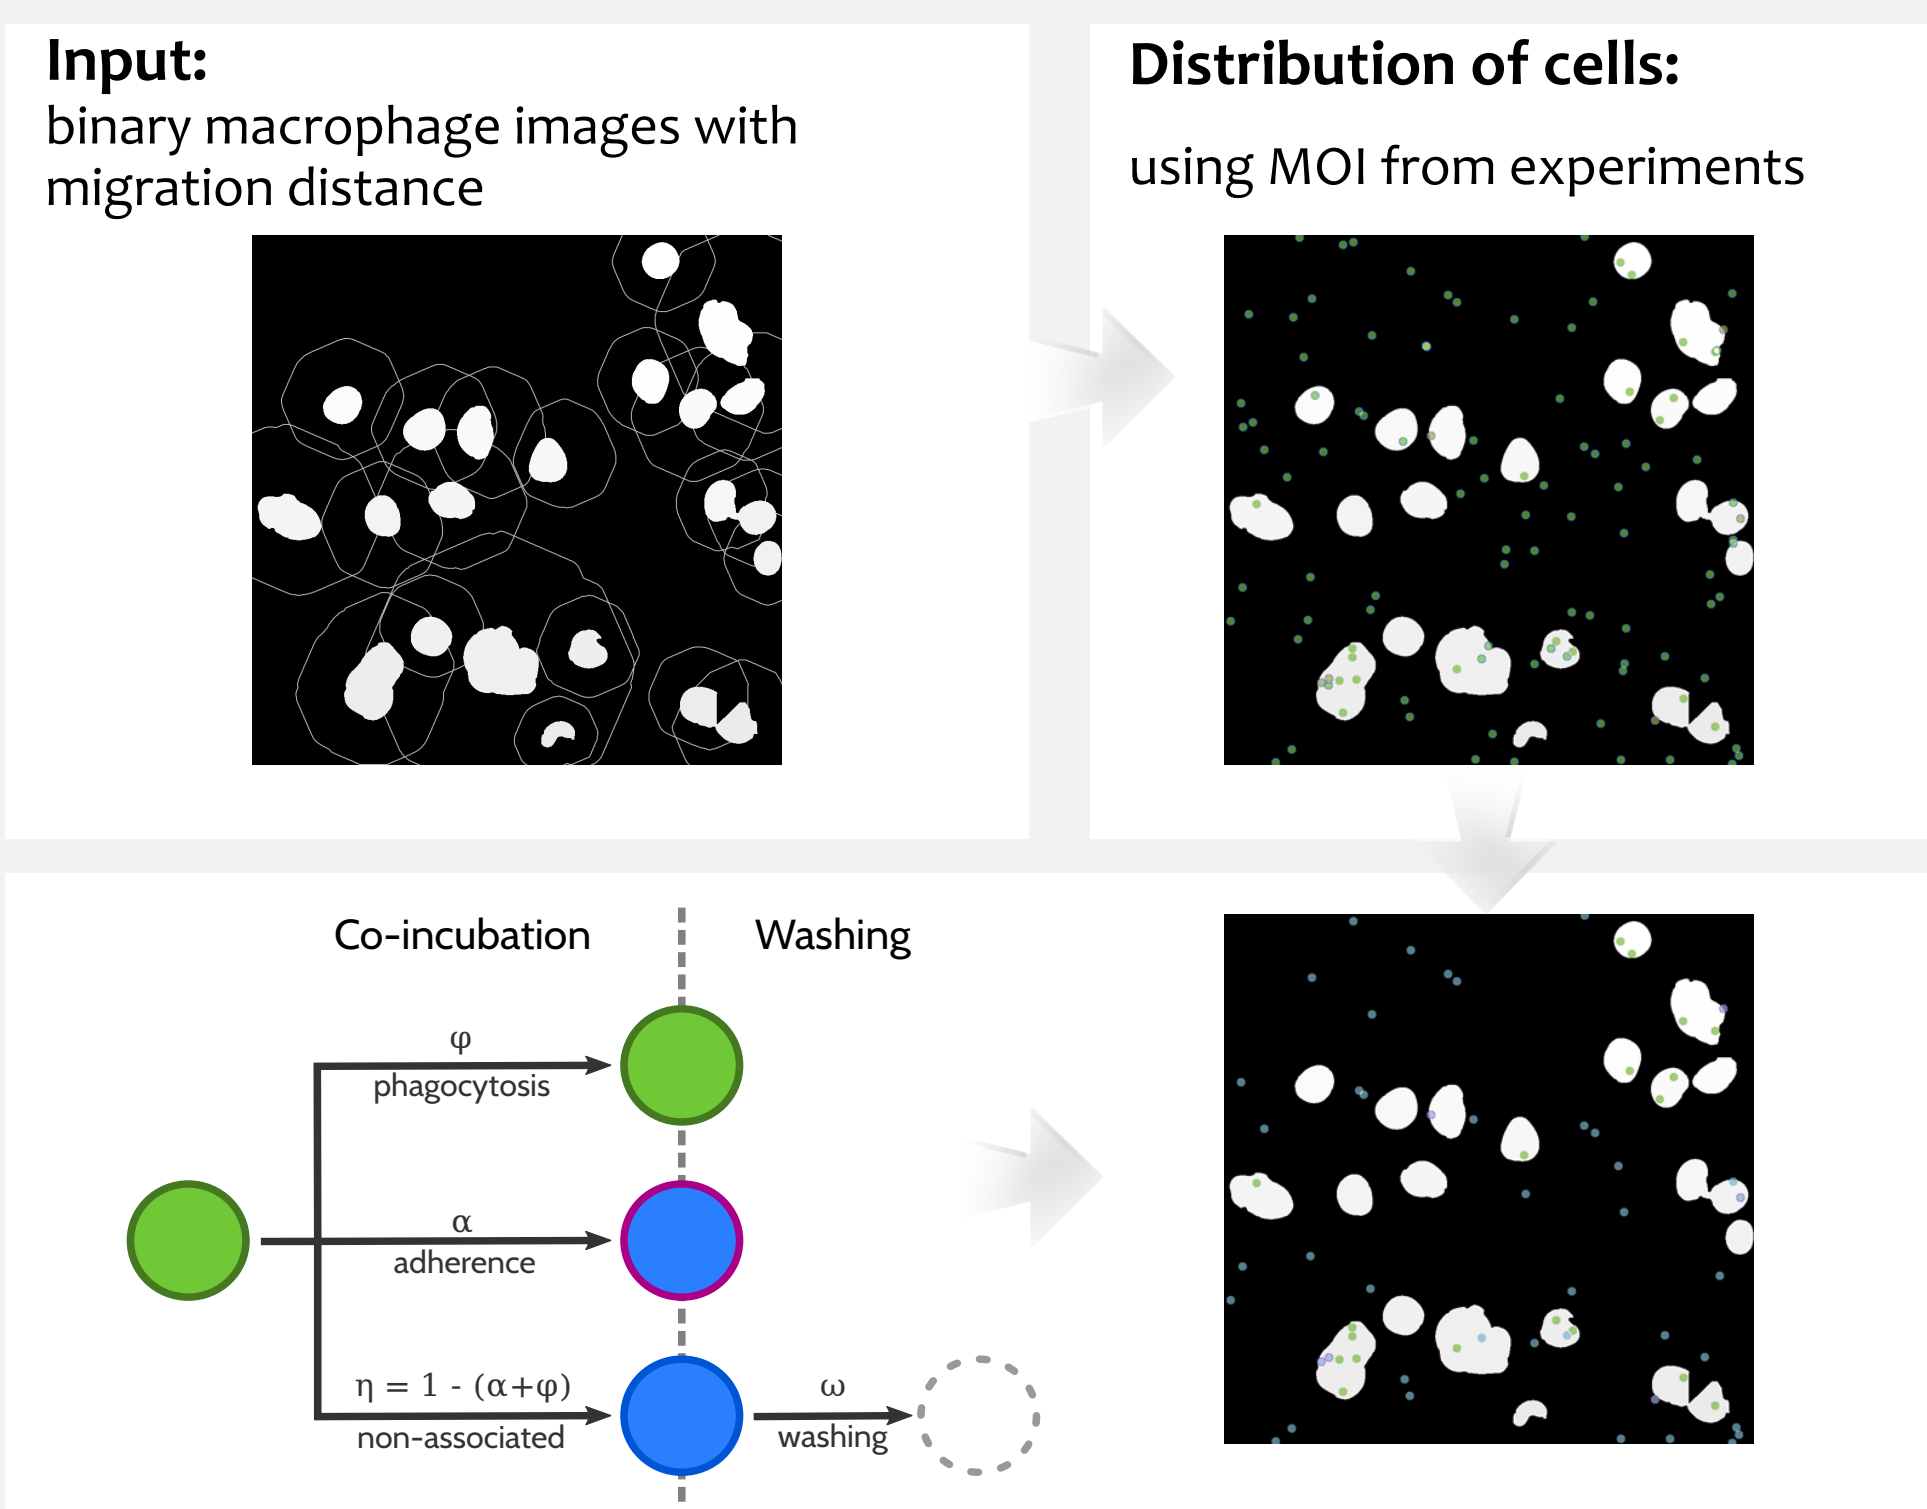 Input:
binary macrophage images with
migration distance
Distribution of cells:
using MOI from experiments
Co-incubation
Washing
φ
phagocytosis
α
adherence
η = 1 - (α+φ)
non-associated
ω
washing